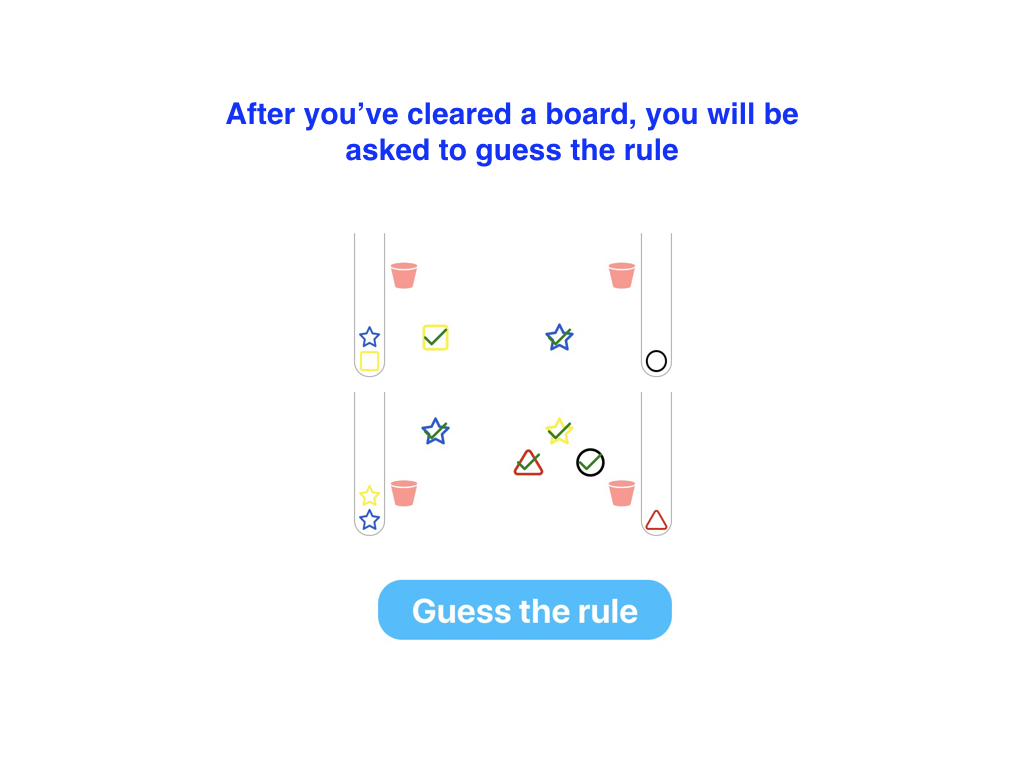 After you’ve cleared a board, you will be
asked to guess the rule
Guess the rule